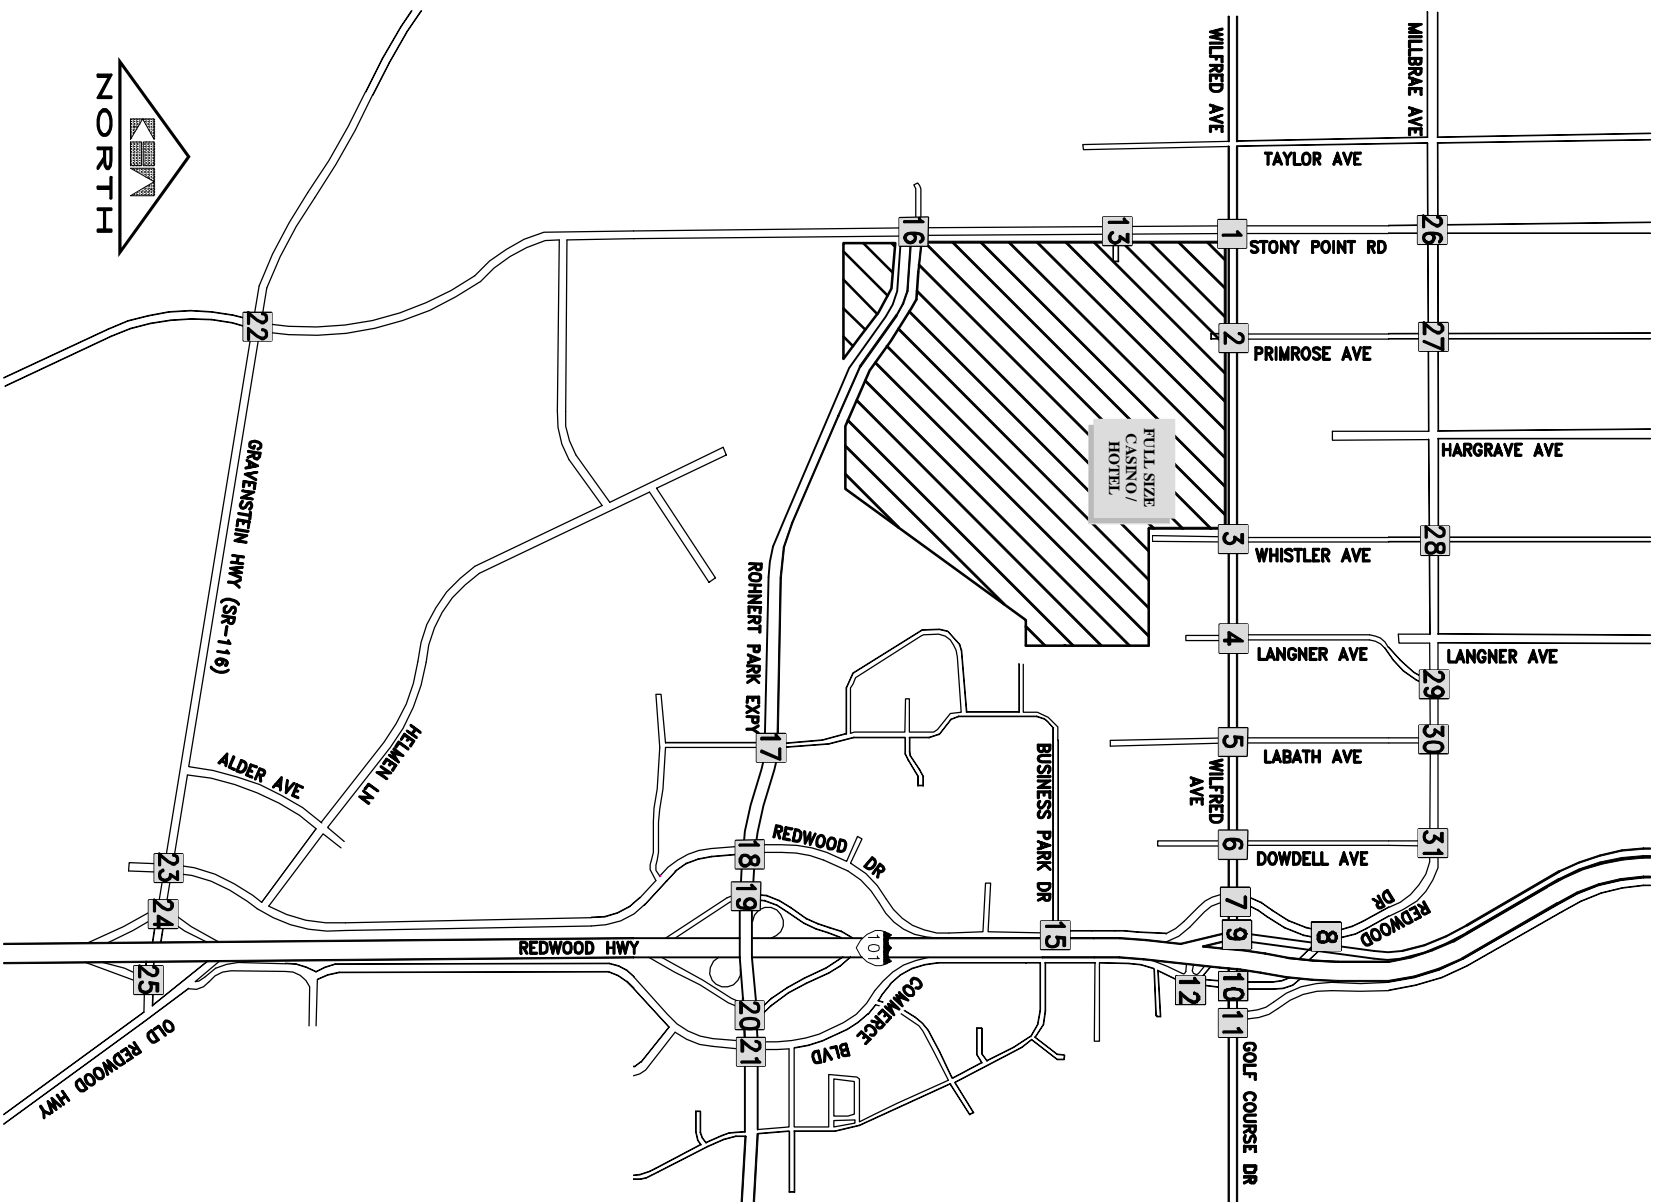 WILFRED AVE
MILLBRAE AVE
TAYLOR AVE
NORTH
16
13
1
26
STONY POINT RD
22
2
27
PRIMROSE AVE
HARGRAVE AVE
FULL SIZE
CASINO/
HOTEL
GRAVENSTEIN HWY (SR-116)
3
28
WHISTLER AVE
ROHNERT PARK EXPY
4
LANGNER AVE
LANGNER AVE
29
17
5
30
LABATH AVE
HELMEN LN
ALDER AVE
BUSINESS PARK DR
WILFRED
AVE
18
REDWOOD DR
6
31
DOWDELL AVE
23
19
24
7
REDWOOD
DR
15
9
8
REDWOOD HWY
101
25
12
10
20
COMMERCE BLVD
11
21
OLD REDWOOD HWY
GOLF COURSE DR